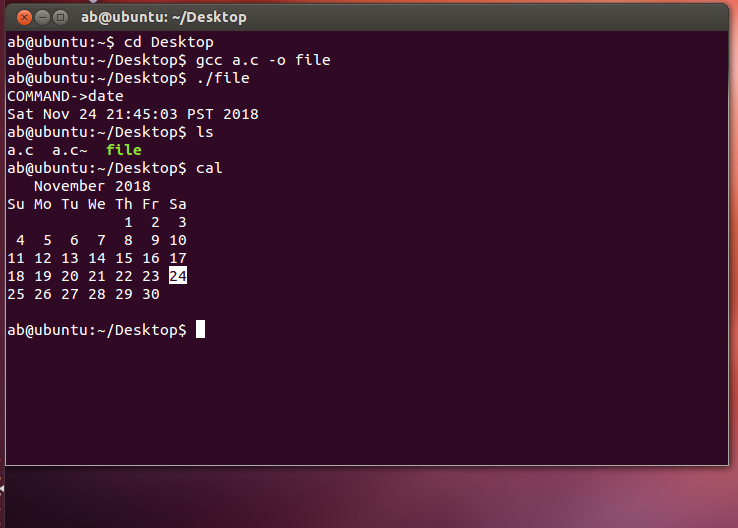 ab@ubuntu: ~/Desktop
ab@ubuntu:~$ cd Desktop
ab@ubuntu:~/Desktop$ gcc a.c -o file
ab@ubuntu:~/Desktop$ ./file
COMMAND->date
Sat Nov 24 21:45:03 PST 2018
ab@ubuntu:~/Desktop$ ls
a.c  a.c~  file
ab@ubuntu:~/Desktop$ cal
   November 2018
Su Mo Tu We Th Fr Sa
             1  2  3
 4  5  6  7  8  9 10
11 12 13 14 15 16 17
18 19 20 21 22 23 24
25 26 27 28 29 30
ab@ubuntu:~/Desktop$